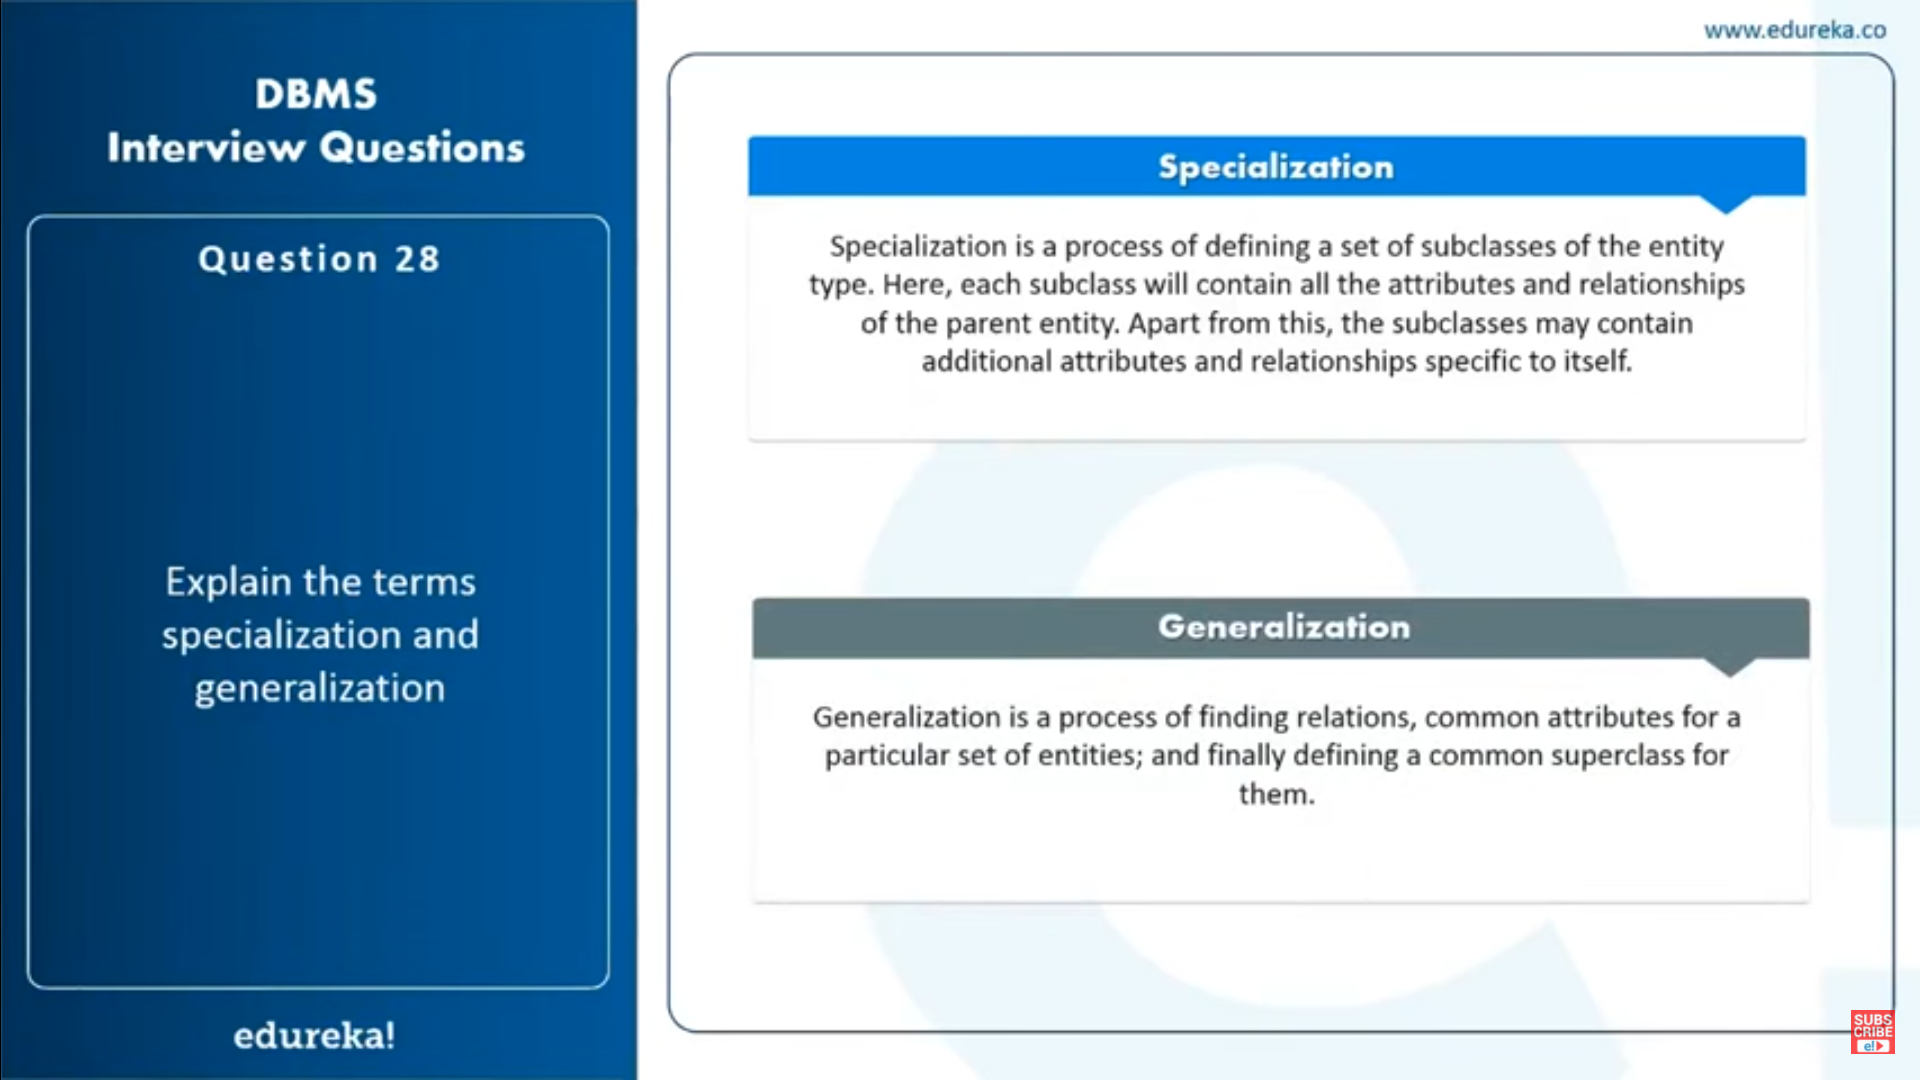 www.edureka.co
DBMS
Interview Questions
Question 28
Explain the terms
specialization and
generalization
edureka!
Specialization
Specialization is a process of defining a set of subclasses of the entity
type. Here, each subclass will contain all the attributes and relationships
of the parent entity. Apart from this, the subclasses may contain
additional attributes and relationships specific to itself.
Generalization
Generalization is a process of finding relations, common attributes for a
particular set of entities; and finally defining a common superclass for
them.
SUBS
CRIBE
e!